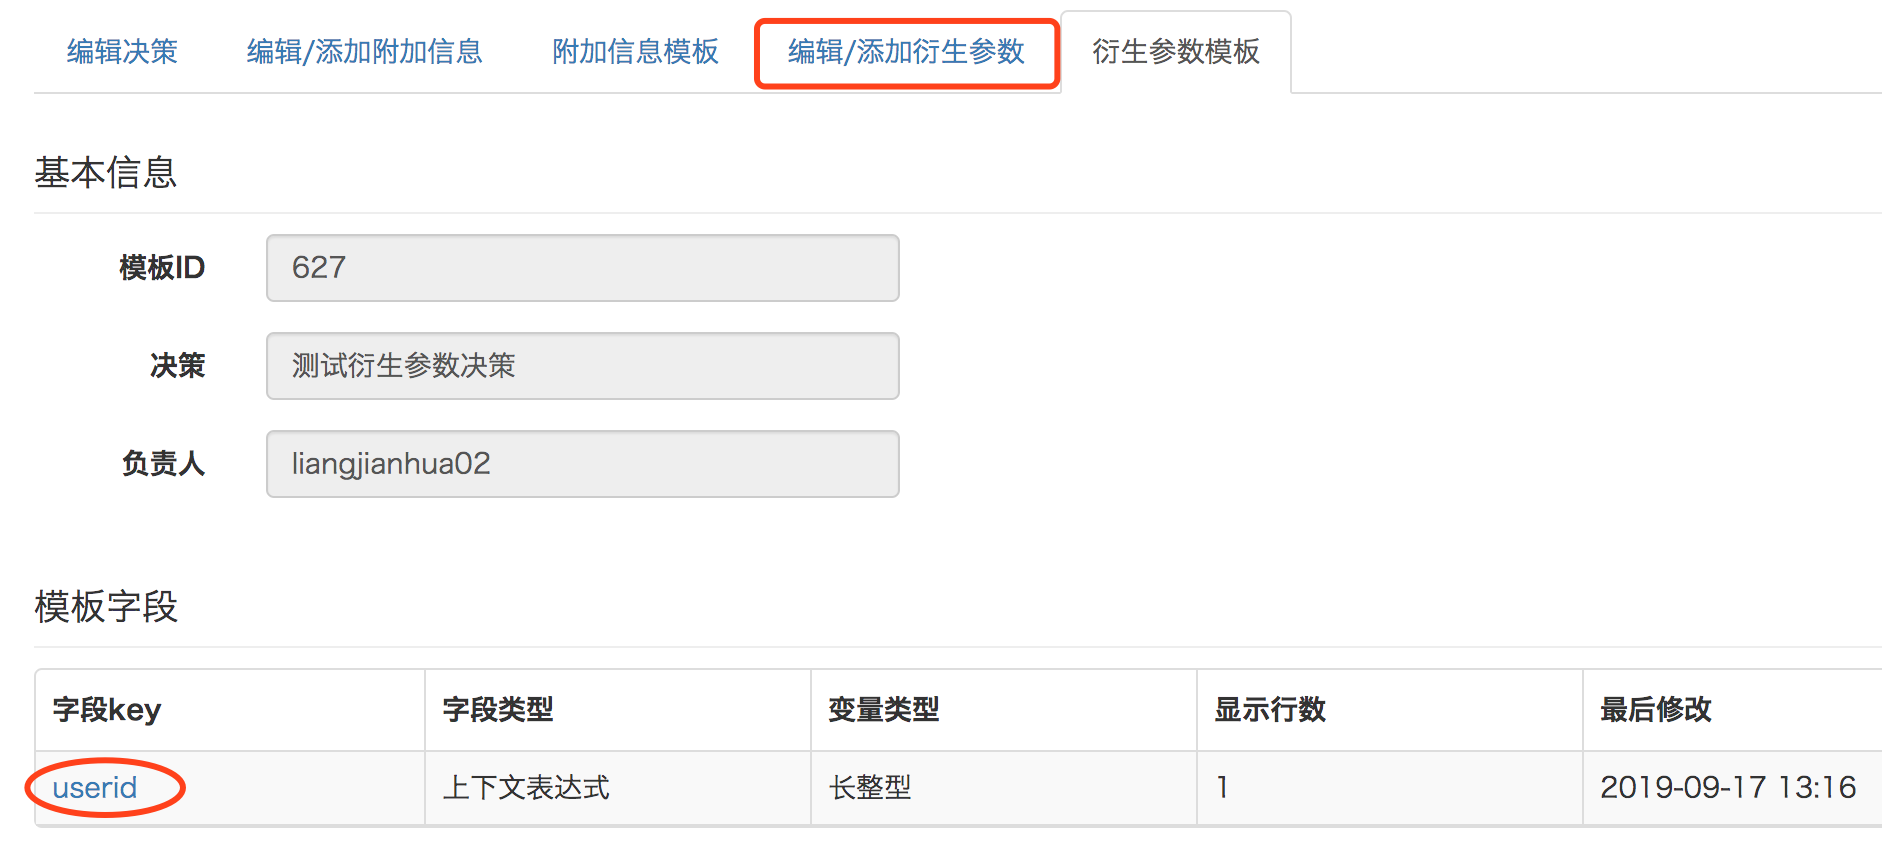 编辑决策 编辑/添加附加信息 附加信息模板 编辑/添加衍生参数 衍生参数模板
基本信息
模板ID 627
决策 测试衍生参数决策
负责人 liangjianhua02
模板字段
字段key 字段类型 变量类型 显示行数 最后修改
userid 上下文表达式 长整型 1 2019-09-17 13:16